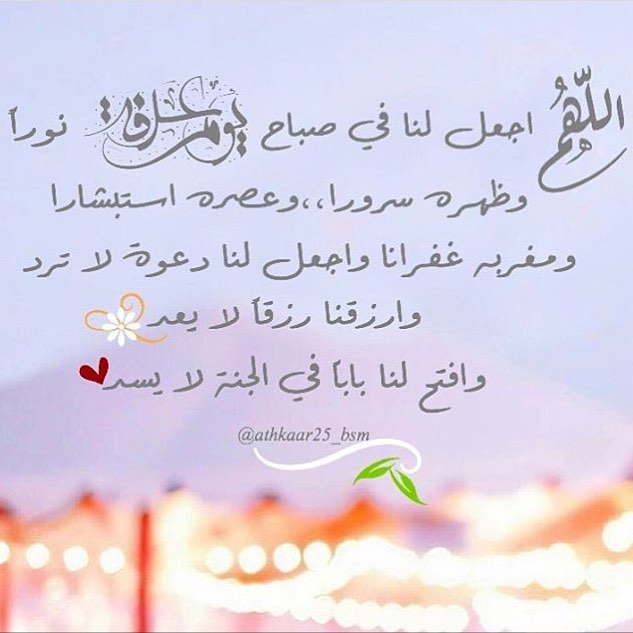 اللّهُمَّ اجعل لنا في صباح يوم عرفة نوراً
وظهره سرورا،،وعصره استبشارا
ومغربه غفرانا واجعل لنا دعوة لا ترد
وارزقنا رزقاً لا يعد
وافتح لنا باباً في الجنة لا يسد
@athkaar25_bsm